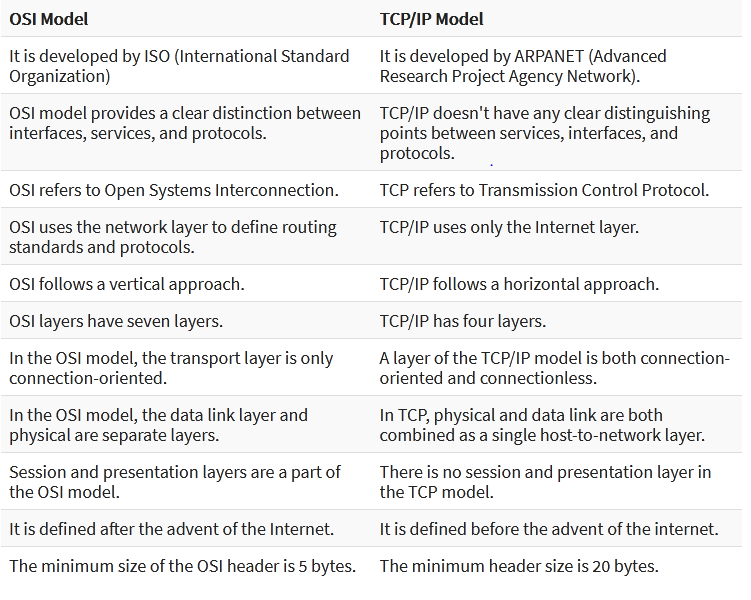 OSI Model
TCP/IP Model
It is developed by ISO (International Standard
Organization)
It is developed by ARPANET (Advanced
Research Project Agency Network).
OSI model provides a clear distinction between
interfaces, services, and protocols.
TCP/IP doesn't have any clear distinguishing
points between services, interfaces, and
protocols.
OSI refers to Open Systems Interconnection.
TCP refers to Transmission Control Protocol.
OSI uses the network layer to define routing
standards and protocols.
TCP/IP uses only the Internet layer.
OSI follows a vertical approach.
TCP/IP follows a horizontal approach.
OSI layers have seven layers.
TCP/IP has four layers.
In the OSI model, the transport layer is only
connection-oriented.
A layer of the TCP/IP model is both connection-
oriented and connectionless.
In the OSI model, the data link layer and
physical are separate layers.
In TCP, physical and data link are both
combined as a single host-to-network layer.
Session and presentation layers are a part of
the OSI model.
There is no session and presentation layer in
the TCP model.
It is defined after the advent of the Internet.
It is defined before the advent of the internet.
The minimum size of the OSI header is 5 bytes.
The minimum header size is 20 bytes.